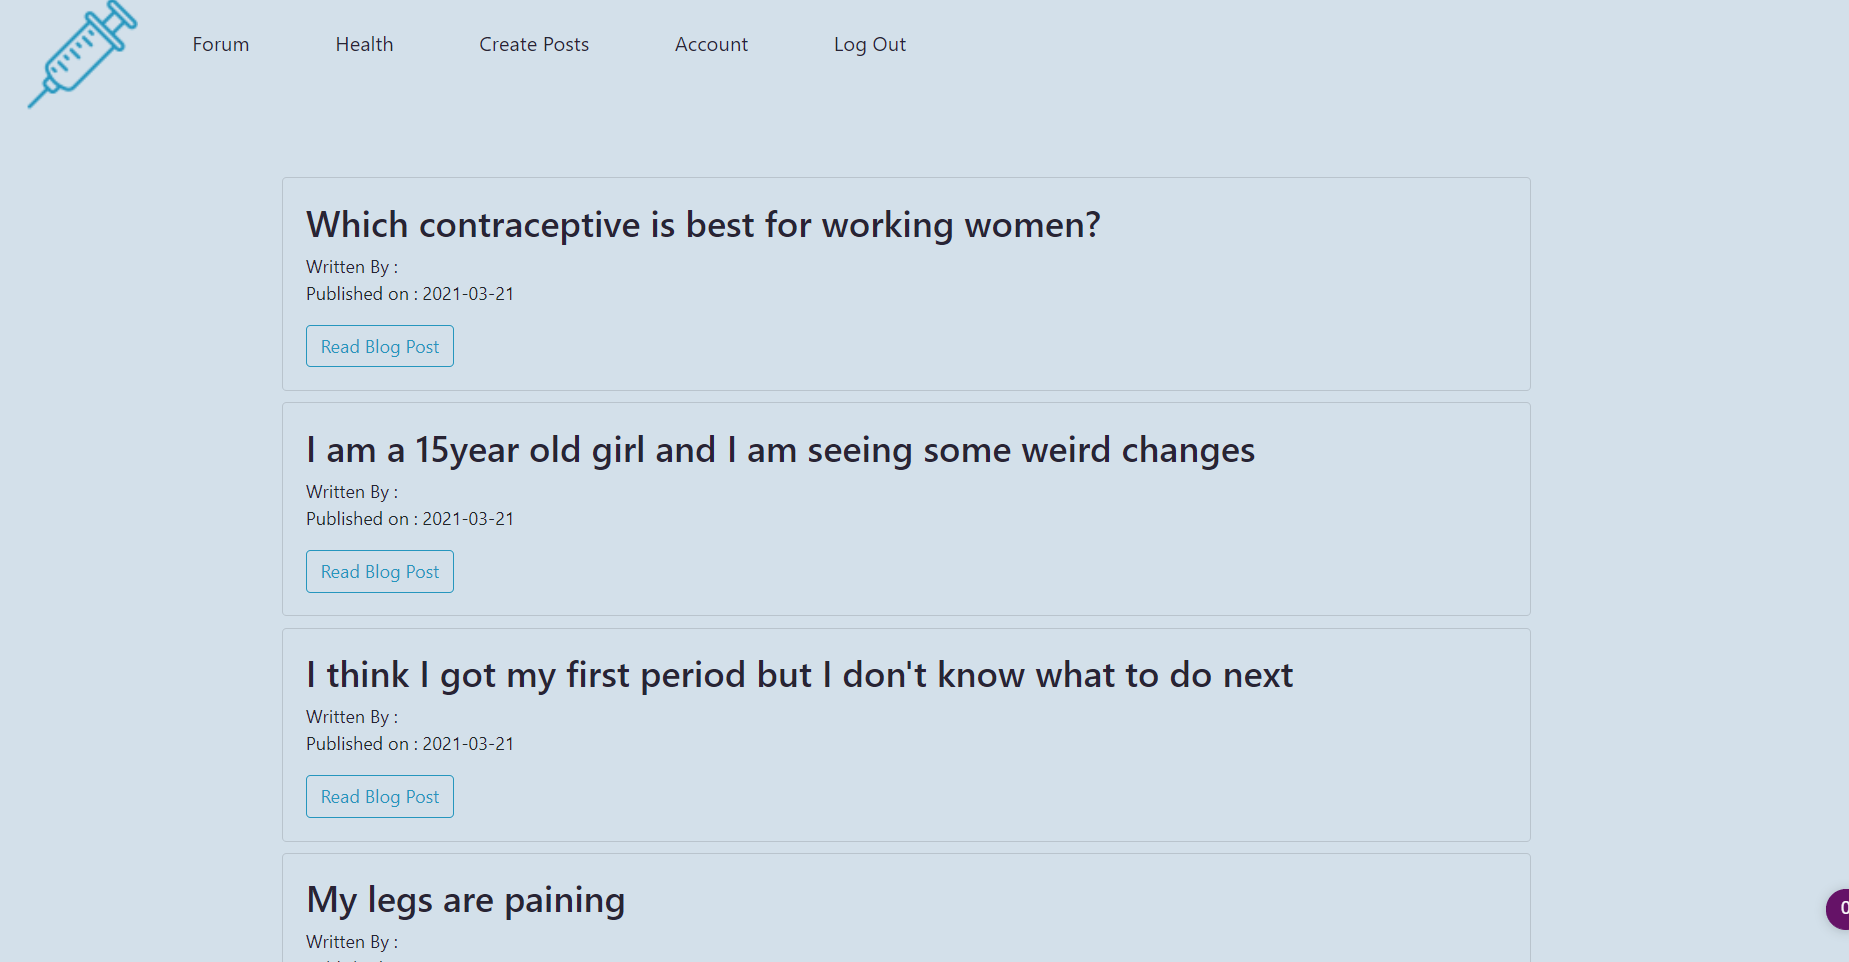 Forum
Health
Create Posts
Account
Log Out
Which contraceptive is best for working women?
Written By :
Published on : 2021-03-21
Read Blog Post
I am a 15year old girl and I am seeing some weird changes
Written By :
Published on : 2021-03-21
Read Blog Post
I think I got my first period but I don't know what to do next
Written By :
Published on : 2021-03-21
Read Blog Post
My legs are paining
Written By :